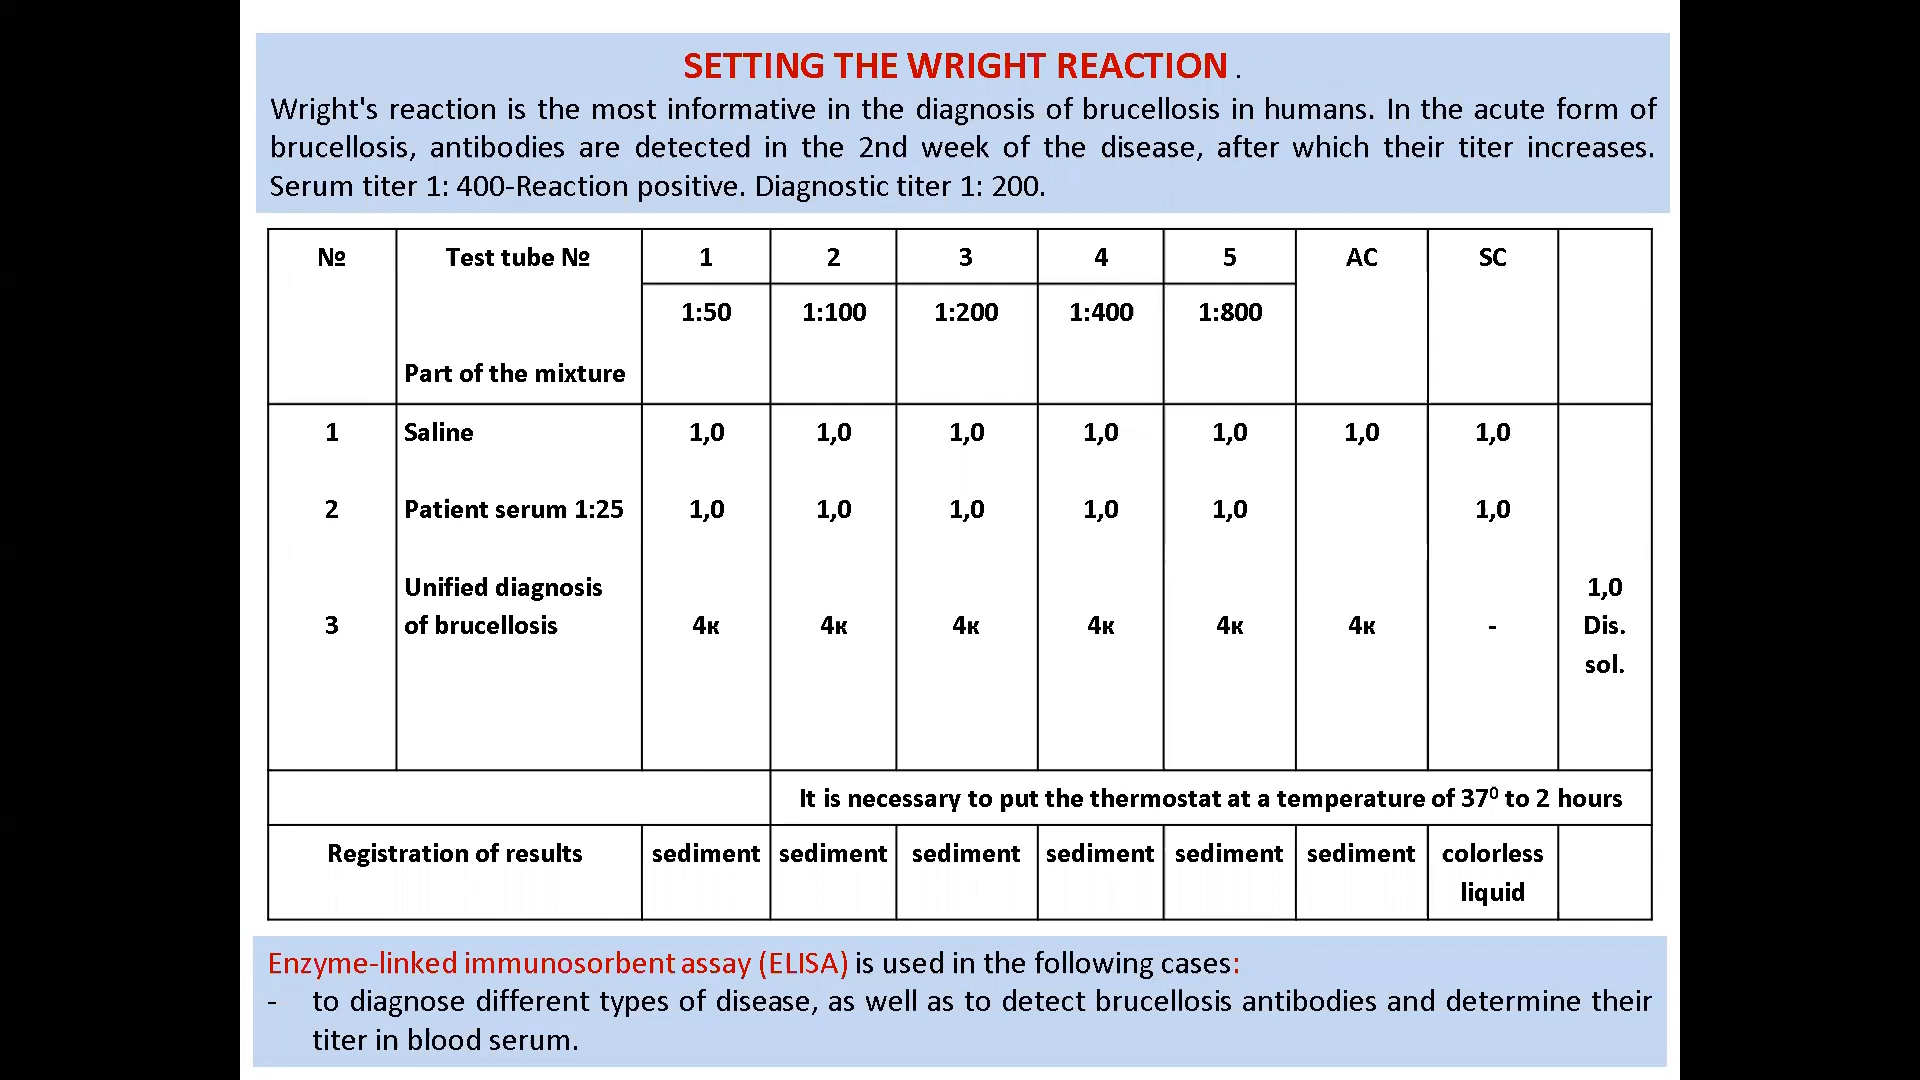 SETTING THE WRIGHT REACTION .
Wright's reaction is the most informative in the diagnosis of brucellosis in humans. In the acute form of
brucellosis, antibodies are detected in the 2nd week of the disease, after which their titer increases.
Serum titer 1: 400-Reaction positive. Diagnostic titer 1: 200.
№ Test tube № 1 2 3 4 5 AC SC
1:50 1:100 1:200 1:400 1:800
Part of the mixture
1 Saline 1,0 1,0 1,0 1,0 1,0 1,0 1,0
2 Patient serum 1:25 1,0 1,0 1,0 1,0 1,0 1,0
Unified diagnosis 1,0
3 of brucellosis 4к 4к 4к 4к 4к 4к - Dis.
sol.
It is necessary to put the thermostat at a temperature of 37⁰ to 2 hours
Registration of results sediment sediment sediment sediment sediment sediment colorless
liquid
Enzyme-linked immunosorbent assay (ELISA) is used in the following cases:
- to diagnose different types of disease, as well as to detect brucellosis antibodies and determine their
titer in blood serum.